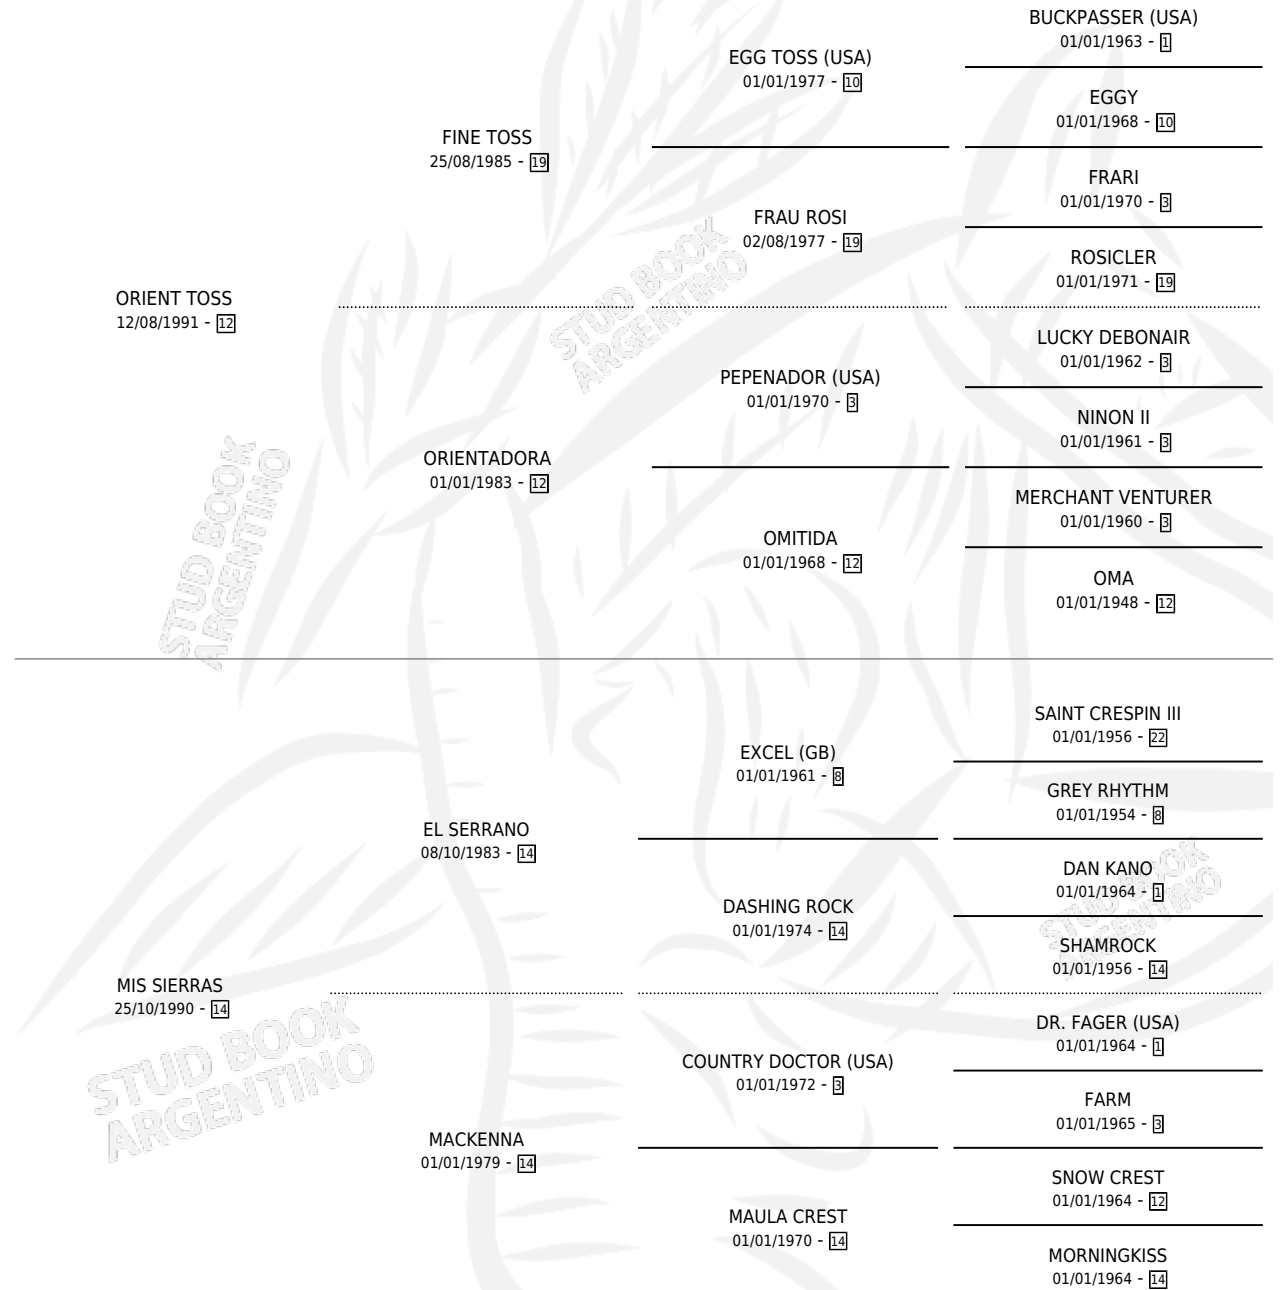 BUCKPASSER (USA)
01/01/1963 - 1
EGG TOSS (USA)
01/01/1977 - 10
EGGY
01/01/1968 - 10
FINE TOSS
25/08/1985 - 19
FRARI
01/01/1970 - 3
FRAU ROSI
02/08/1977 - 19
ROSICLER
01/01/1971 - 19
ORIENT TOSS
12/08/1991 - 12
STUD BOOK
ARGENTINO
LUCKY DEBONAIR
01/01/1962 - 3
PEPENADOR (USA)
01/01/1970 - 3
NINON II
01/01/1961 - 3
ORIENTADORA
01/01/1983 - 12
MERCHANT VENTURER
01/01/1960 - 3
OMITIDA
01/01/1968 - 12
OMA
01/01/1948 - 12
STUD BOOK
ARGENTINO
SAINT CRESPIN III
01/01/1956 - 22
EXCEL (GB)
01/01/1961 - 8
GREY RHYTHM
01/01/1954 - 8
EL SERRANO
08/10/1983 - 14
DAN KANO
01/01/1964 - 1
DASHING ROCK
01/01/1974 - 14
STUD BOOK
ARGENTINO
SHAMROCK
01/01/1956 - 14
MIS SIERRAS
25/10/1990 - 14
DR. FAGER (USA)
01/01/1964 - 1
COUNTRY DOCTOR (USA)
01/01/1972 - 3
FARM
01/01/1965 - 3
STUD BOOK
ARGENTINO
MACKENNA
01/01/1979 - 14
SNOW CREST
01/01/1964 - 12
MAULA CREST
01/01/1970 - 14
MORNINGKISS
01/01/1964 - 14